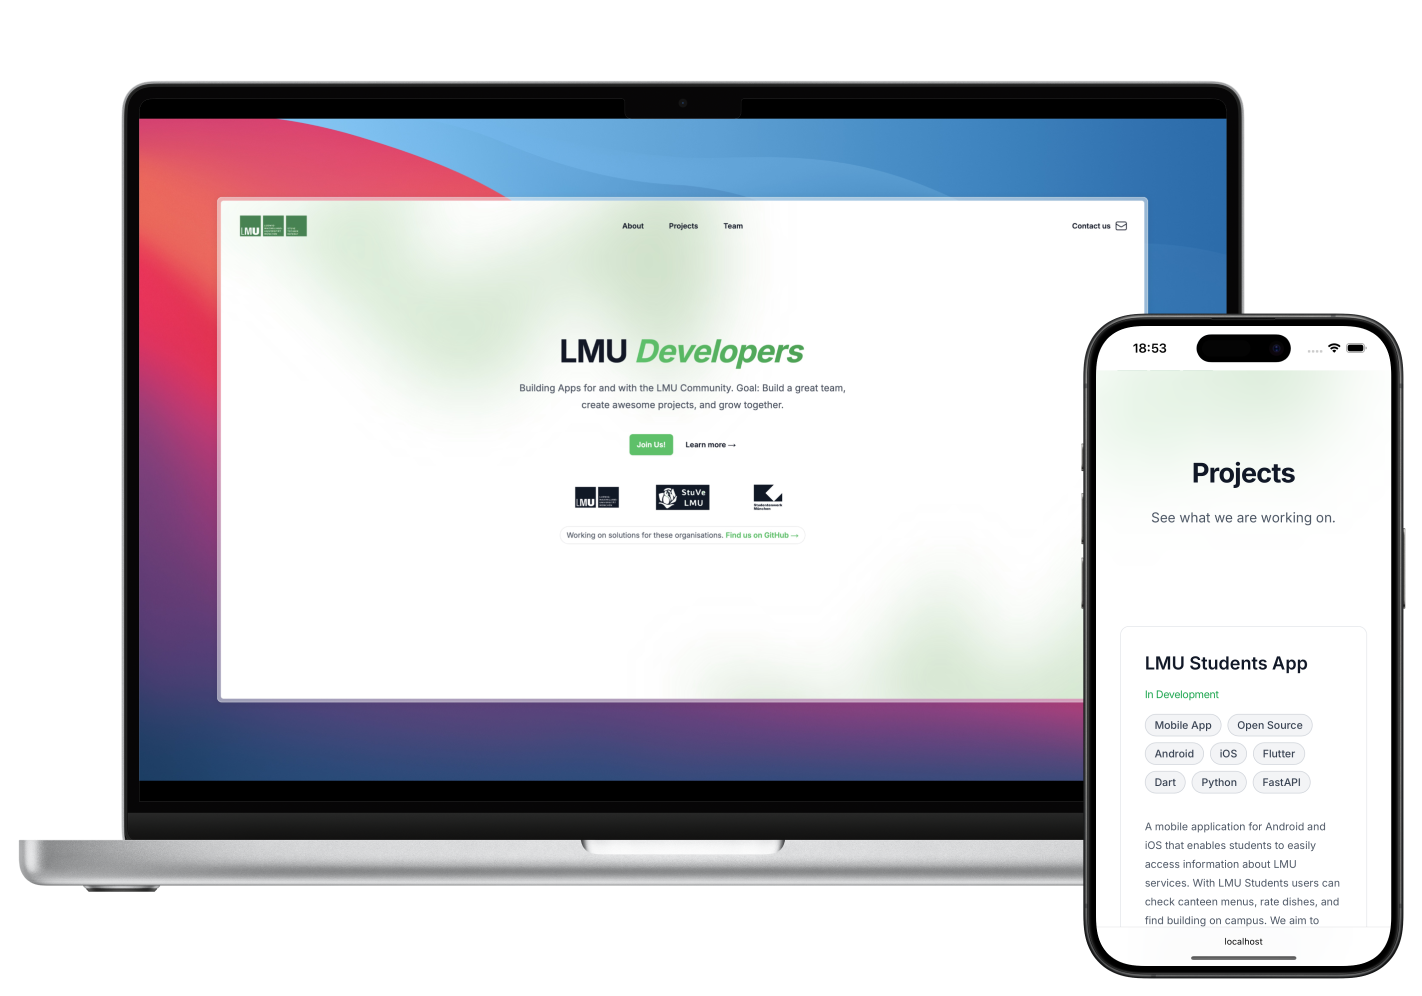 LMU
About
Projects
Team
Contact us
LMU Developers
Building Apps for and with the LMU Community. Goal: Build a great team,
create awesome projects, and grow together.
Join Us!
Learn more →
LMU
StuVe
LMU
Studentenwerk
München
Working on solutions for these organisations. Find us on GitHub →
18:53
Projects
See what we are working on.
LMU Students App
In Development
Mobile App
Open Source
Android
iOS
Flutter
Dart
Python
FastAPI
A mobile application for Android and
iOS that enables students to easily
access information about LMU
services. With LMU Students users can
check canteen menus, rate dishes, and
find building on campus. We aim to
localhost